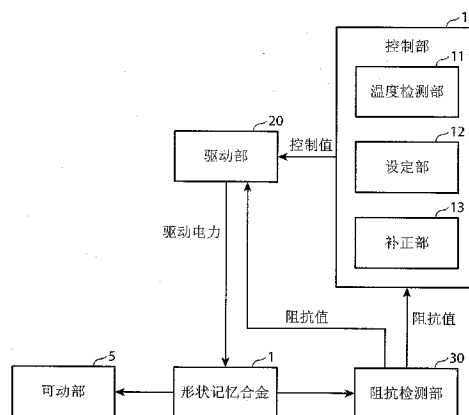 控制部
11
温度检测部
12
设定部
13
补正部
20
驱动部
控制值
驱动电力
阻抗值
阻抗值
5
可动部
1
形状记忆合金
30
阻抗检测部